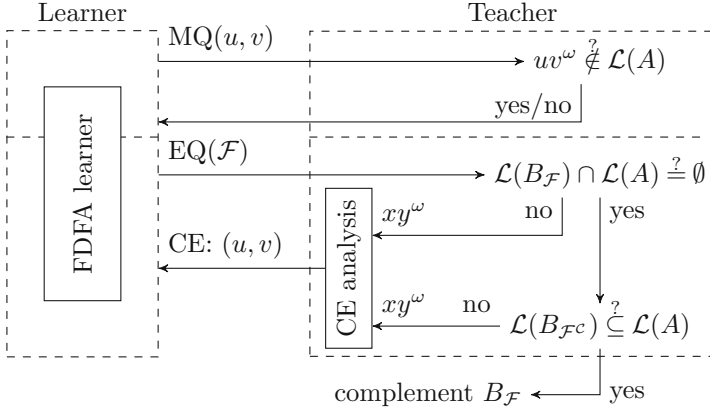 Learner
Teacher
MQ(u, v)
uv^ω ∉? 𝓛(A)
yes/no
FDFA learner
EQ(𝓕)
𝓛(B_𝓕) ∩ 𝓛(A) =? ∅
no
yes
xy^ω
CE analysis
CE: (u, v)
xy^ω
no
𝓛(B_{𝓕^C}) ⊆? 𝓛(A)
yes
complement B_𝓕